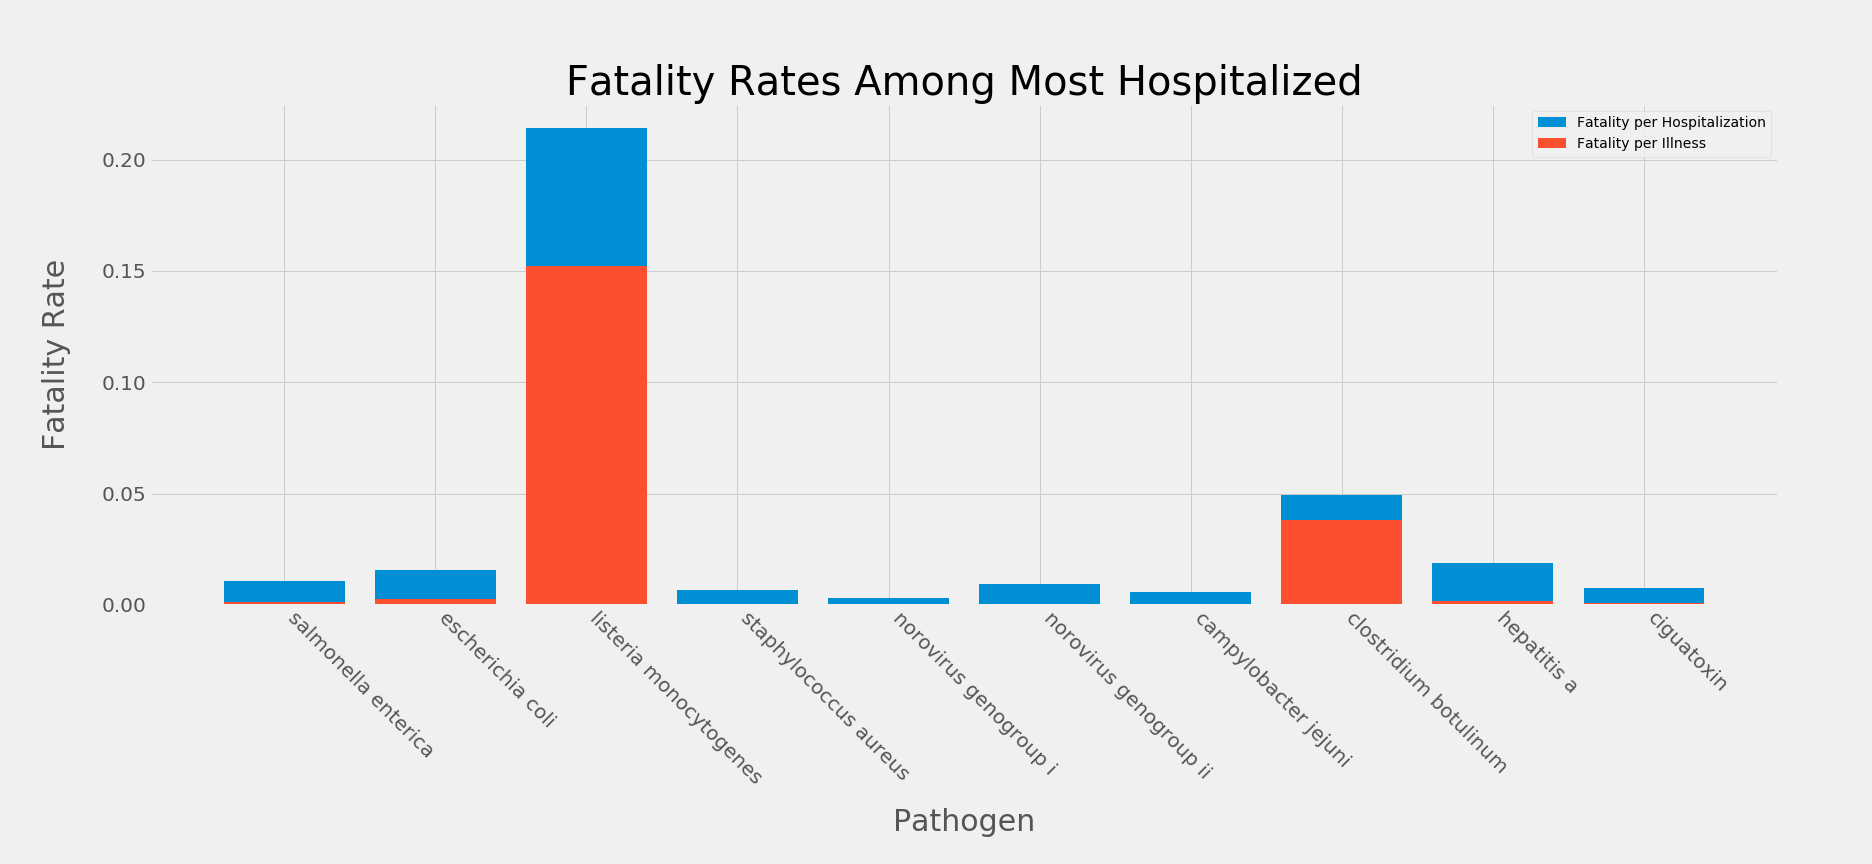 Fatality Rates Among Most Hospitalized
Fatality per Hospitalization
Fatality per Illness
Fatality Rate
0.20
0.15
0.10
0.05
0.00
salmonella enterica
escherichia coli
listeria monocytogenes
staphylococcus aureus
norovirus genogroup i
norovirus genogroup ii
campylobacter jejuni
clostridium botulinum
hepatitis a
ciguatoxin
Pathogen